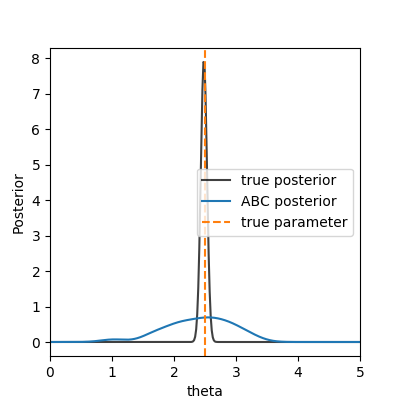 8
7
6
5
4
3
2
1
0
Posterior
true posterior
ABC posterior
true parameter
0 1 2 3 4 5
theta